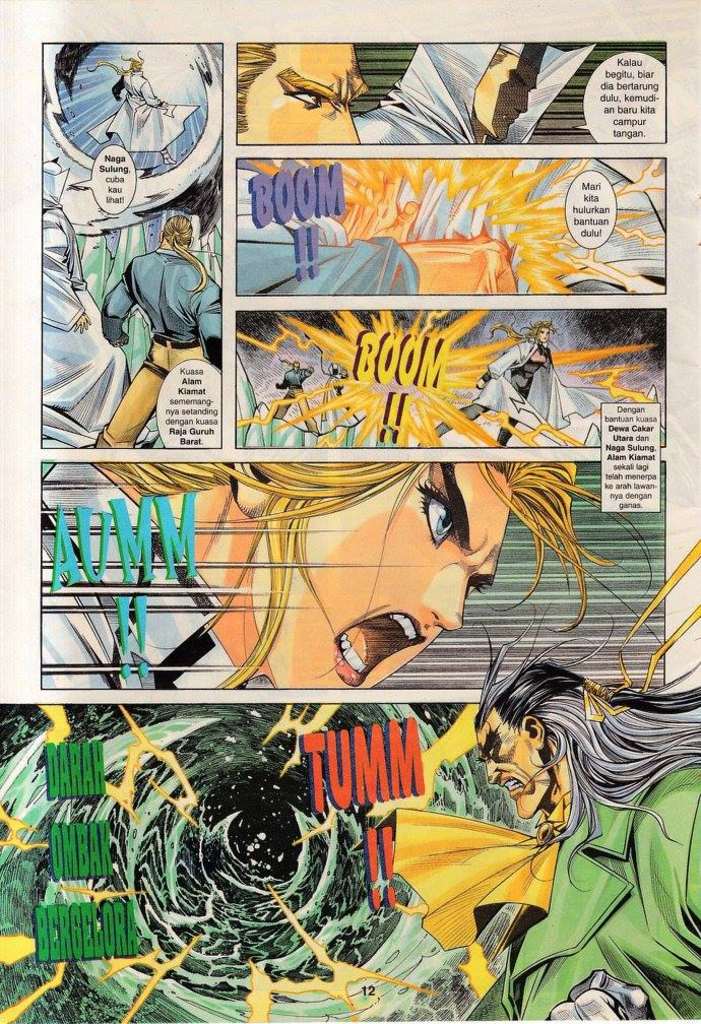 Naga
Sulung,
cuba
kau
lihat!
Kuasa
Alam
Kiamat
sememang-
nya setanding
dengan kuasa
Raja Guruh
Barat.
Kalau
begitu, biar
dia bertarung
dulu, kemudi-
an baru kita
campur
tangan.
BOOM
!!
Mari
kita
hulurkan
bantuan
dulu!
BOOM
!!
Dengan
bantuan kuasa
Dewa Cakar
Utara dan
Naga Sulung,
Alam Kiamat
sekali lagi
telah menerpa
ke arah lawan-
nya dengan
ganas.
AUMM
!!
DARAH
OMBAK
BERGELORA
TUMM
!!
12